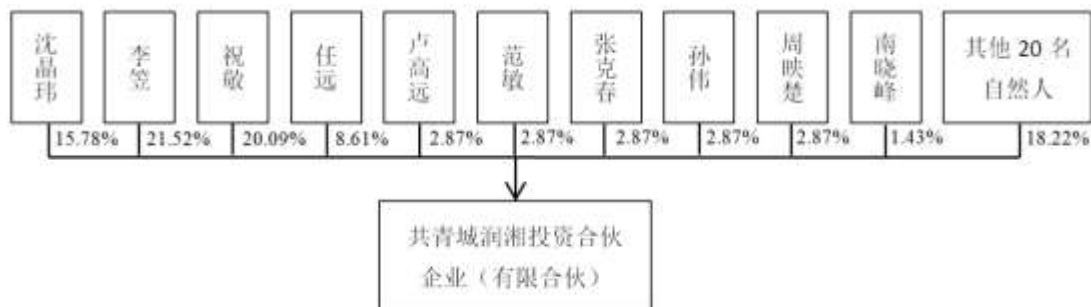 沈晶玮
李笠
祝敬
任远
卢高远
范敏
张克春
孙伟
周映楚
南晓峰
其他 20 名
自然人
15.78%
21.52%
20.09%
8.61%
2.87%
2.87%
2.87%
2.87%
2.87%
1.43%
18.22%
共青城润湘投资合伙
企业（有限合伙）